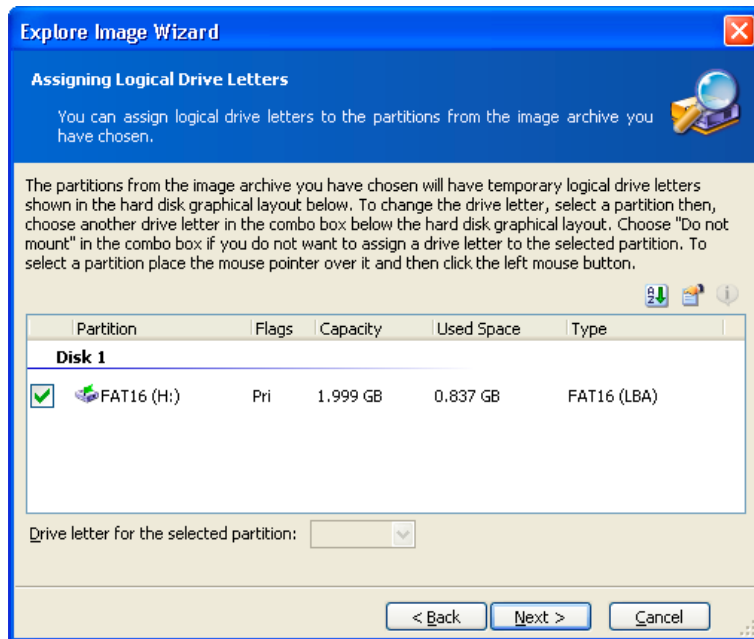 Explore Image Wizard
Assigning Logical Drive Letters
You can assign logical drive letters to the partitions from the image archive you
have chosen.
The partitions from the image archive you have chosen will have temporary logical drive letters
shown in the hard disk graphical layout below. To change the drive letter, select a partition then,
choose another drive letter in the combo box below the hard disk graphical layout. Choose "Do not
mount" in the combo box if you do not want to assign a drive letter to the selected partition. To
select a partition place the mouse pointer over it and then click the left mouse button.
Partition Flags Capacity Used Space Type
Disk 1
FAT16 (H:) Pri 1.999 GB 0.837 GB FAT16 (LBA)
Drive letter for the selected partition:
< Back Next > Cancel